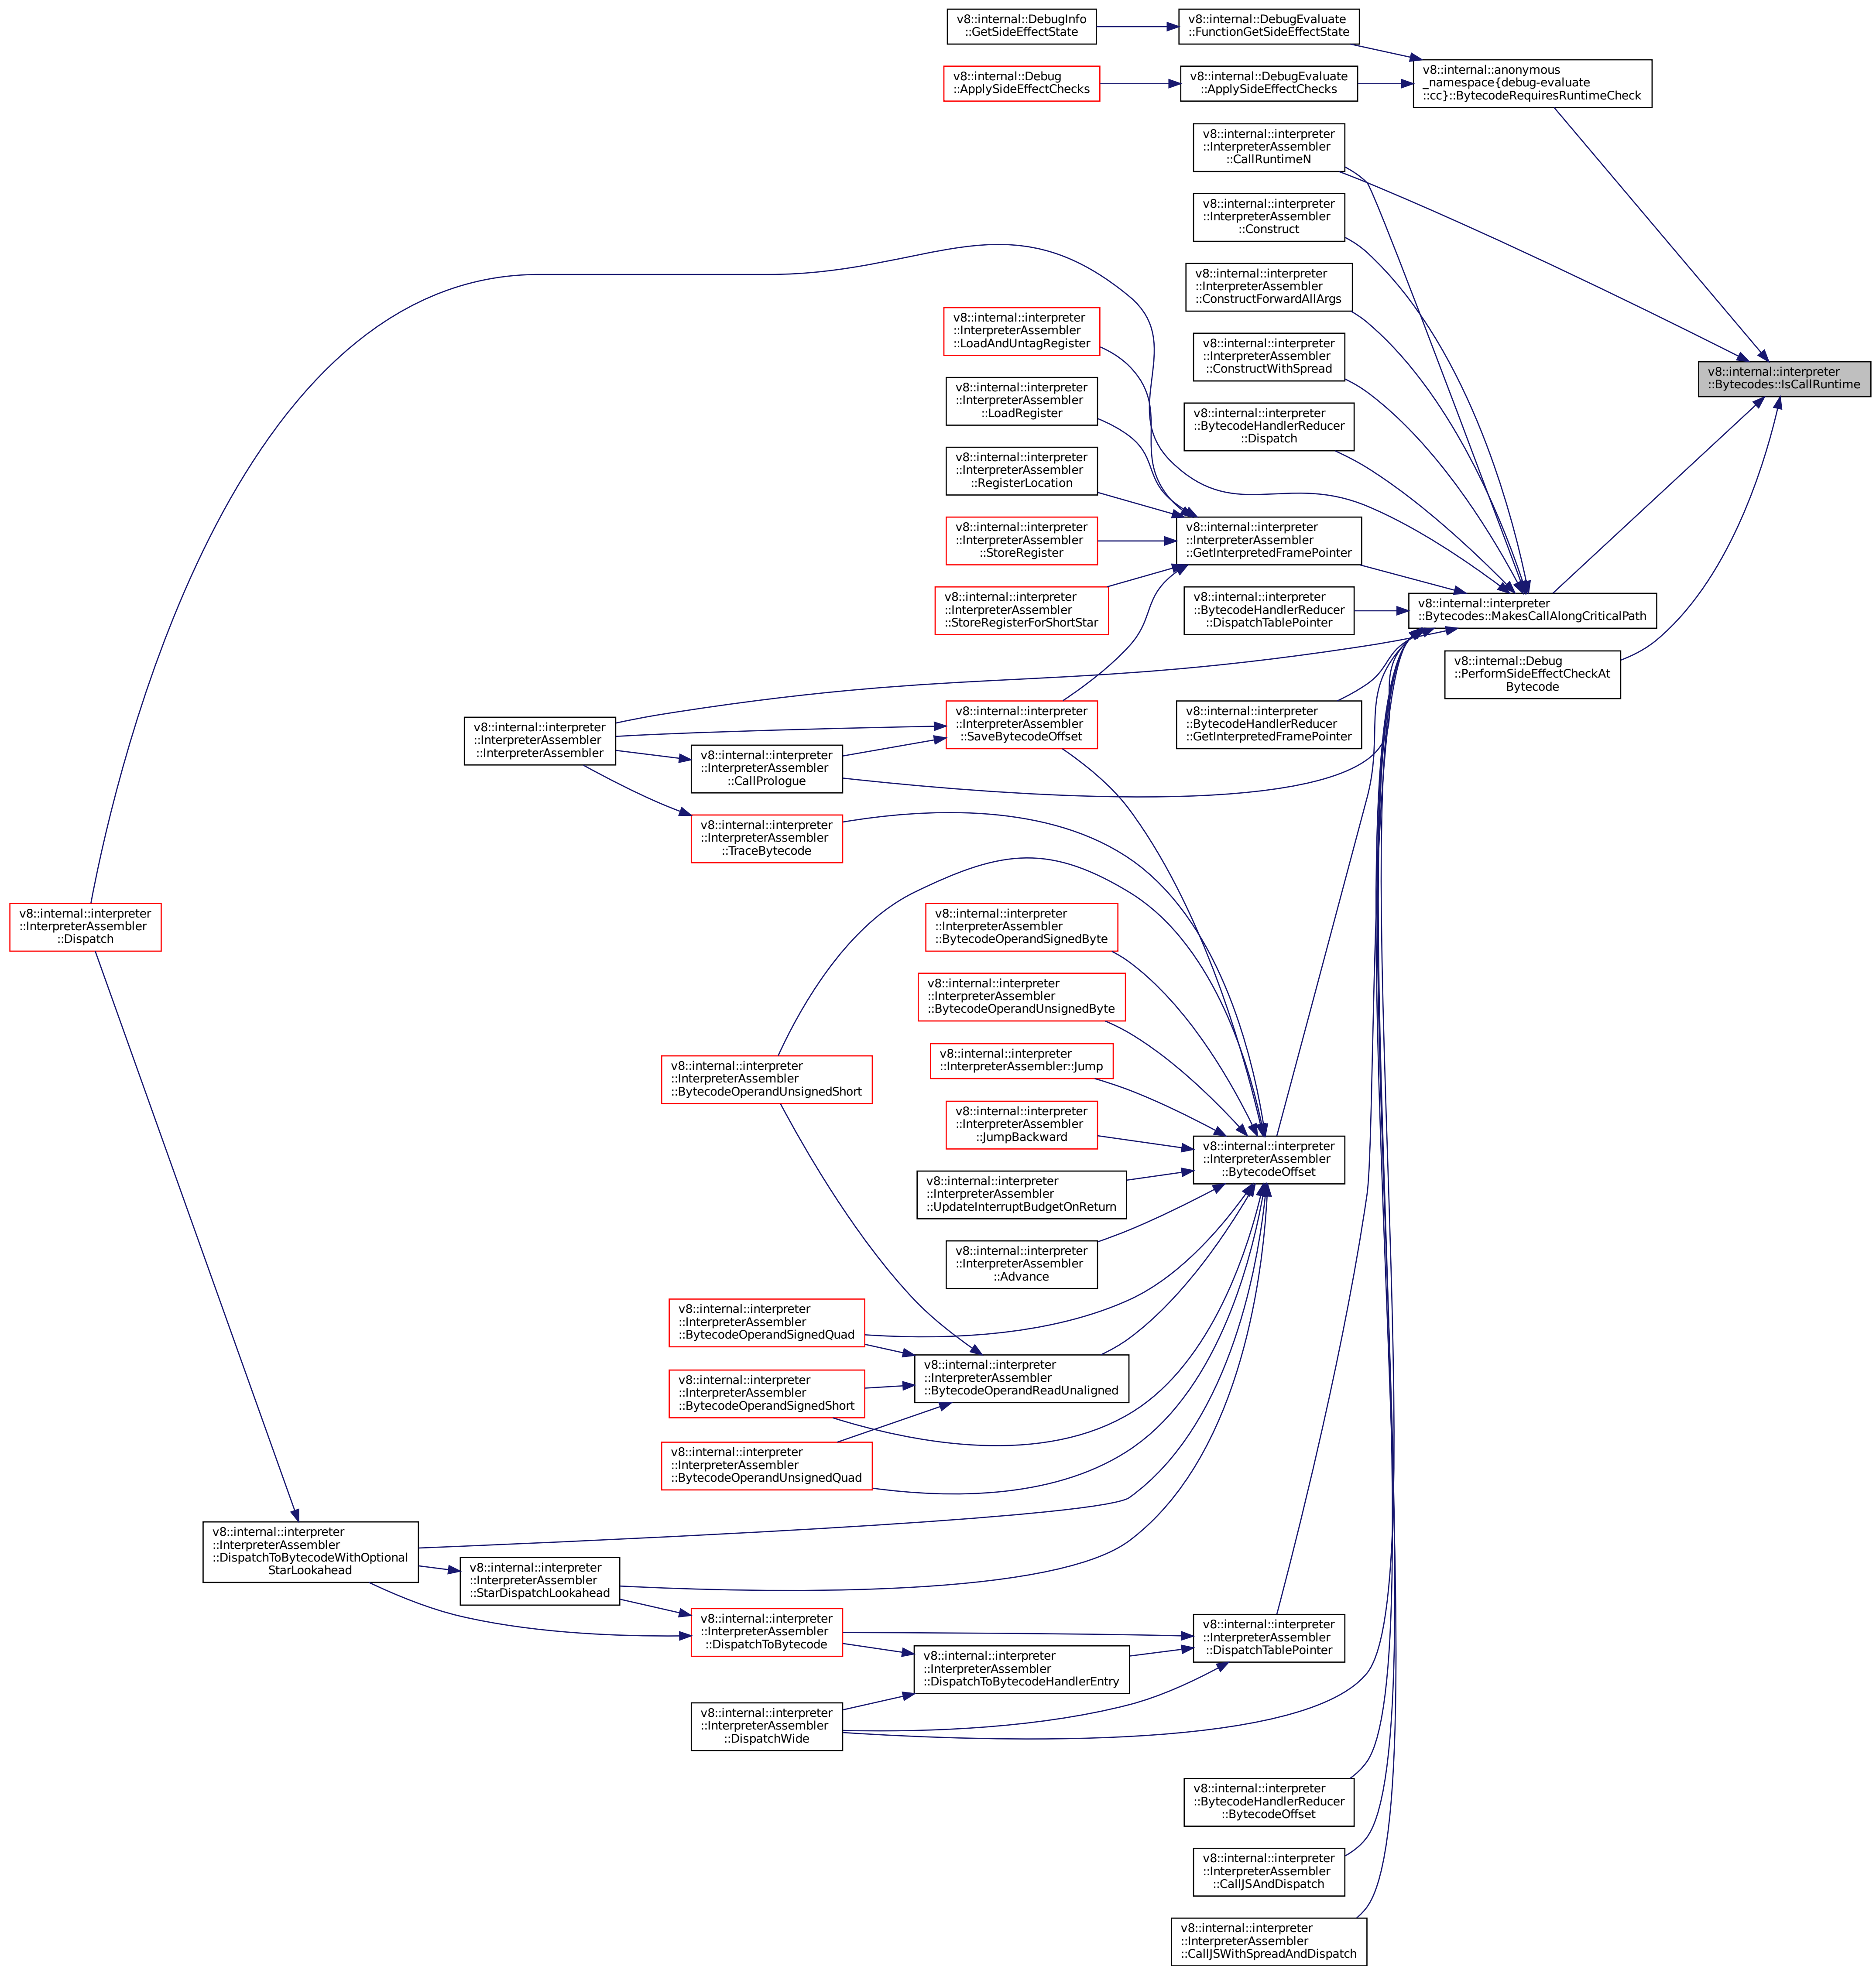 v8::internal::DebugInfo
::GetSideEffectState
v8::internal::DebugEvaluate
::FunctionGetSideEffectState
v8::internal::Debug
::ApplySideEffectChecks
v8::internal::DebugEvaluate
::ApplySideEffectChecks
v8::internal::anonymous
_namespace{debug-evaluate
::cc}::BytecodeRequiresRuntimeCheck
v8::internal::interpreter
::InterpreterAssembler
::CallRuntimeN
v8::internal::interpreter
::InterpreterAssembler
::Construct
v8::internal::interpreter
::InterpreterAssembler
::ConstructForwardAllArgs
v8::internal::interpreter
::InterpreterAssembler
::LoadAndUntagRegister
v8::internal::interpreter
::InterpreterAssembler
::ConstructWithSpread
v8::internal::interpreter
::Bytecodes::IsCallRuntime
v8::internal::interpreter
::InterpreterAssembler
::LoadRegister
v8::internal::interpreter
::BytecodeHandlerReducer
::Dispatch
v8::internal::interpreter
::InterpreterAssembler
::RegisterLocation
v8::internal::interpreter
::InterpreterAssembler
::StoreRegister
v8::internal::interpreter
::InterpreterAssembler
::GetInterpretedFramePointer
v8::internal::interpreter
::InterpreterAssembler
::StoreRegisterForShortStar
v8::internal::interpreter
::BytecodeHandlerReducer
::DispatchTablePointer
v8::internal::interpreter
::Bytecodes::MakesCallAlongCriticalPath
v8::internal::Debug
::PerformSideEffectCheckAt
Bytecode
v8::internal::interpreter
::InterpreterAssembler
::InterpreterAssembler
v8::internal::interpreter
::InterpreterAssembler
::SaveBytecodeOffset
v8::internal::interpreter
::BytecodeHandlerReducer
::GetInterpretedFramePointer
v8::internal::interpreter
::InterpreterAssembler
::CallPrologue
v8::internal::interpreter
::InterpreterAssembler
::TraceBytecode
v8::internal::interpreter
::InterpreterAssembler
::Dispatch
v8::internal::interpreter
::InterpreterAssembler
::BytecodeOperandSignedByte
v8::internal::interpreter
::InterpreterAssembler
::BytecodeOperandUnsignedByte
v8::internal::interpreter
::InterpreterAssembler
::BytecodeOperandUnsignedShort
v8::internal::interpreter
::InterpreterAssembler::Jump
v8::internal::interpreter
::InterpreterAssembler
::JumpBackward
v8::internal::interpreter
::InterpreterAssembler
::BytecodeOffset
v8::internal::interpreter
::InterpreterAssembler
::UpdateInterruptBudgetOnReturn
v8::internal::interpreter
::InterpreterAssembler
::Advance
v8::internal::interpreter
::InterpreterAssembler
::BytecodeOperandSignedQuad
v8::internal::interpreter
::InterpreterAssembler
::BytecodeOperandReadUnaligned
v8::internal::interpreter
::InterpreterAssembler
::BytecodeOperandSignedShort
v8::internal::interpreter
::InterpreterAssembler
::BytecodeOperandUnsignedQuad
v8::internal::interpreter
::InterpreterAssembler
::DispatchToBytecodeWithOptional
StarLookahead
v8::internal::interpreter
::InterpreterAssembler
::StarDispatchLookahead
v8::internal::interpreter
::InterpreterAssembler
::DispatchToBytecode
v8::internal::interpreter
::InterpreterAssembler
::DispatchTablePointer
v8::internal::interpreter
::InterpreterAssembler
::DispatchToBytecodeHandlerEntry
v8::internal::interpreter
::InterpreterAssembler
::DispatchWide
v8::internal::interpreter
::BytecodeHandlerReducer
::BytecodeOffset
v8::internal::interpreter
::InterpreterAssembler
::CallJSAndDispatch
v8::internal::interpreter
::InterpreterAssembler
::CallJSWithSpreadAndDispatch